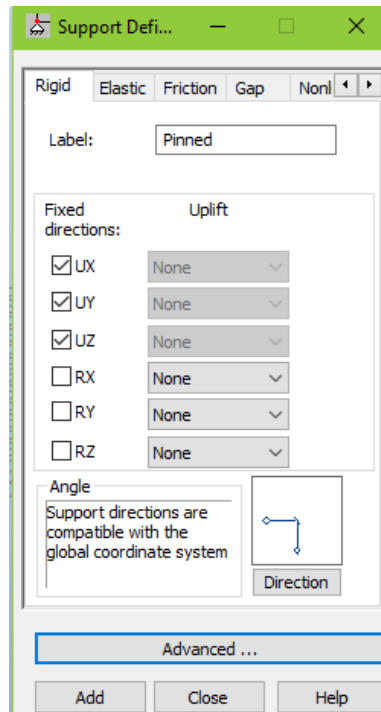 Support Defi...
Rigid Elastic Friction Gap Nonl
Label: Pinned
Fixed directions: Uplift
UX None
UY None
UZ None
RX None
RY None
RZ None
Angle
Support directions are
compatible with the
global coordinate system
Direction
Advanced ...
Add Close Help